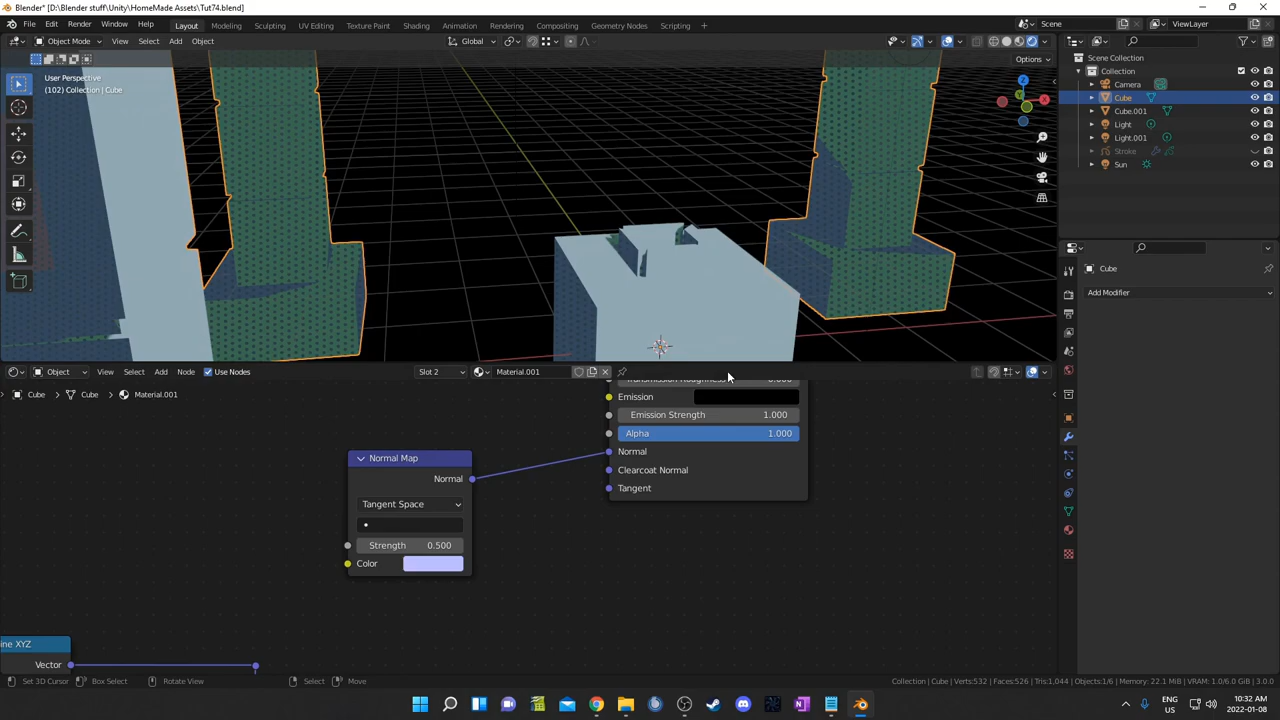 Blender* [D:\Blender stuff\Unity\HomeMade Assets\Tut74.blend]
File Edit Render Window Help
Layout Modeling Sculpting UV Editing Texture Paint Shading Animation Rendering Compositing Geometry Nodes Scripting +
Scene ViewLayer
Object Mode View Select Add Object Global
Options
User Perspective
(102) Collection | Cube
X
Y
Z
Scene Collection
Collection
Camera
Cube
Cube.001
Light
Light.001
Stroke
Sun
Cube
Add Modifier
Object View Select Add Node Use Nodes Slot 2 Material.001
Cube > Cube > Material.001
Transmission Roughness 0.000
Emission
Emission Strength 1.000
Alpha 1.000
Normal
Clearcoat Normal
Tangent
Normal Map
Normal
Tangent Space
Strength 0.500
Color
ine XYZ
Vector
Set 3D Cursor Box Select Rotate View Select Move
Collection | Cube | Verts:532 | Faces:526 | Tris:1,044 | Objects:1/6 | Memory: 22.1 MiB | VRAM: 1.0/6.0 GiB | 3.0.0
ENG
US
10:32 AM
2022-01-08